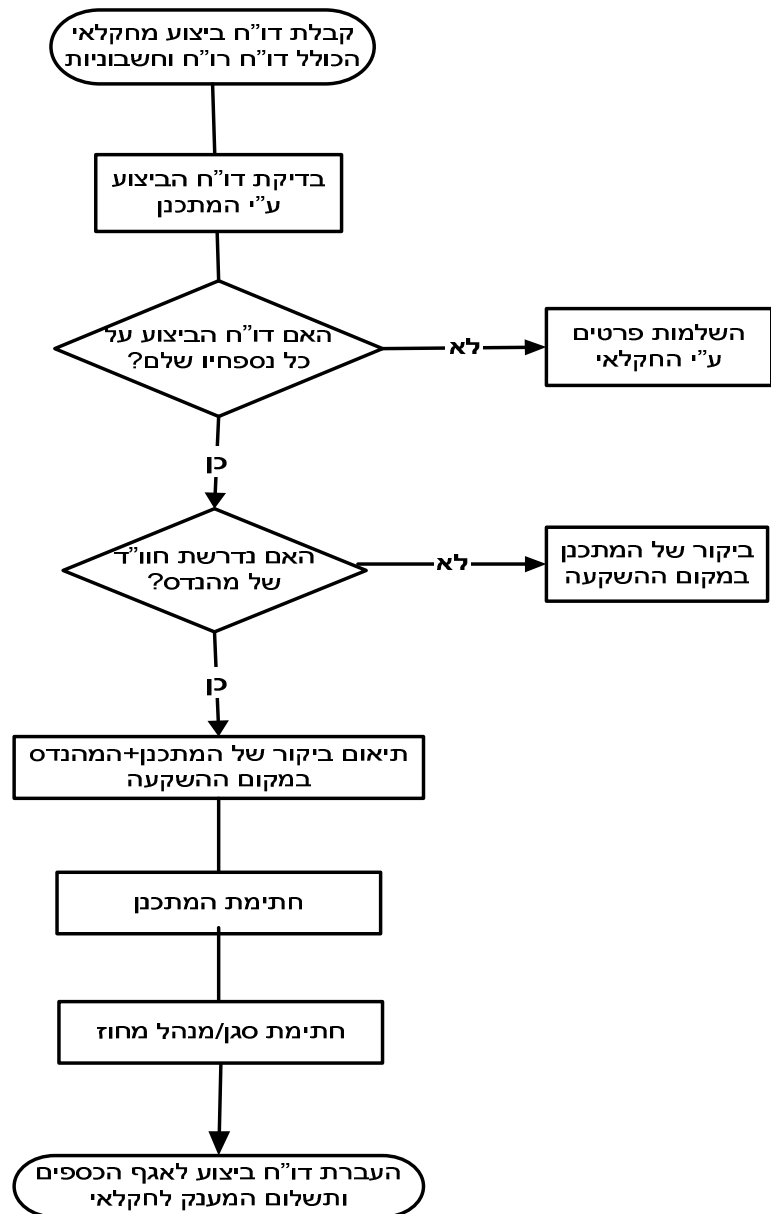 קבלת דו"ח ביצוע מחקלאי
הכולל דו"ח רו"ח וחשבוניות
בדיקת דו"ח הביצוע
ע"י המתכנן
האם דו"ח הביצוע על
כל נספחיו שלם?
לא
השלמות פרטים
ע"י החקלאי
כן
האם נדרשת חוו"ד
של מהנדס?
לא
ביקור של המתכנן
במקום ההשקעה
כן
תיאום ביקור של המתכנן+המהנדס
במקום ההשקעה
חתימת המתכנן
חתימת סגן/מנהל מחוז
העברת דו"ח ביצוע לאגף הכספים
ותשלום המענק לחקלאי